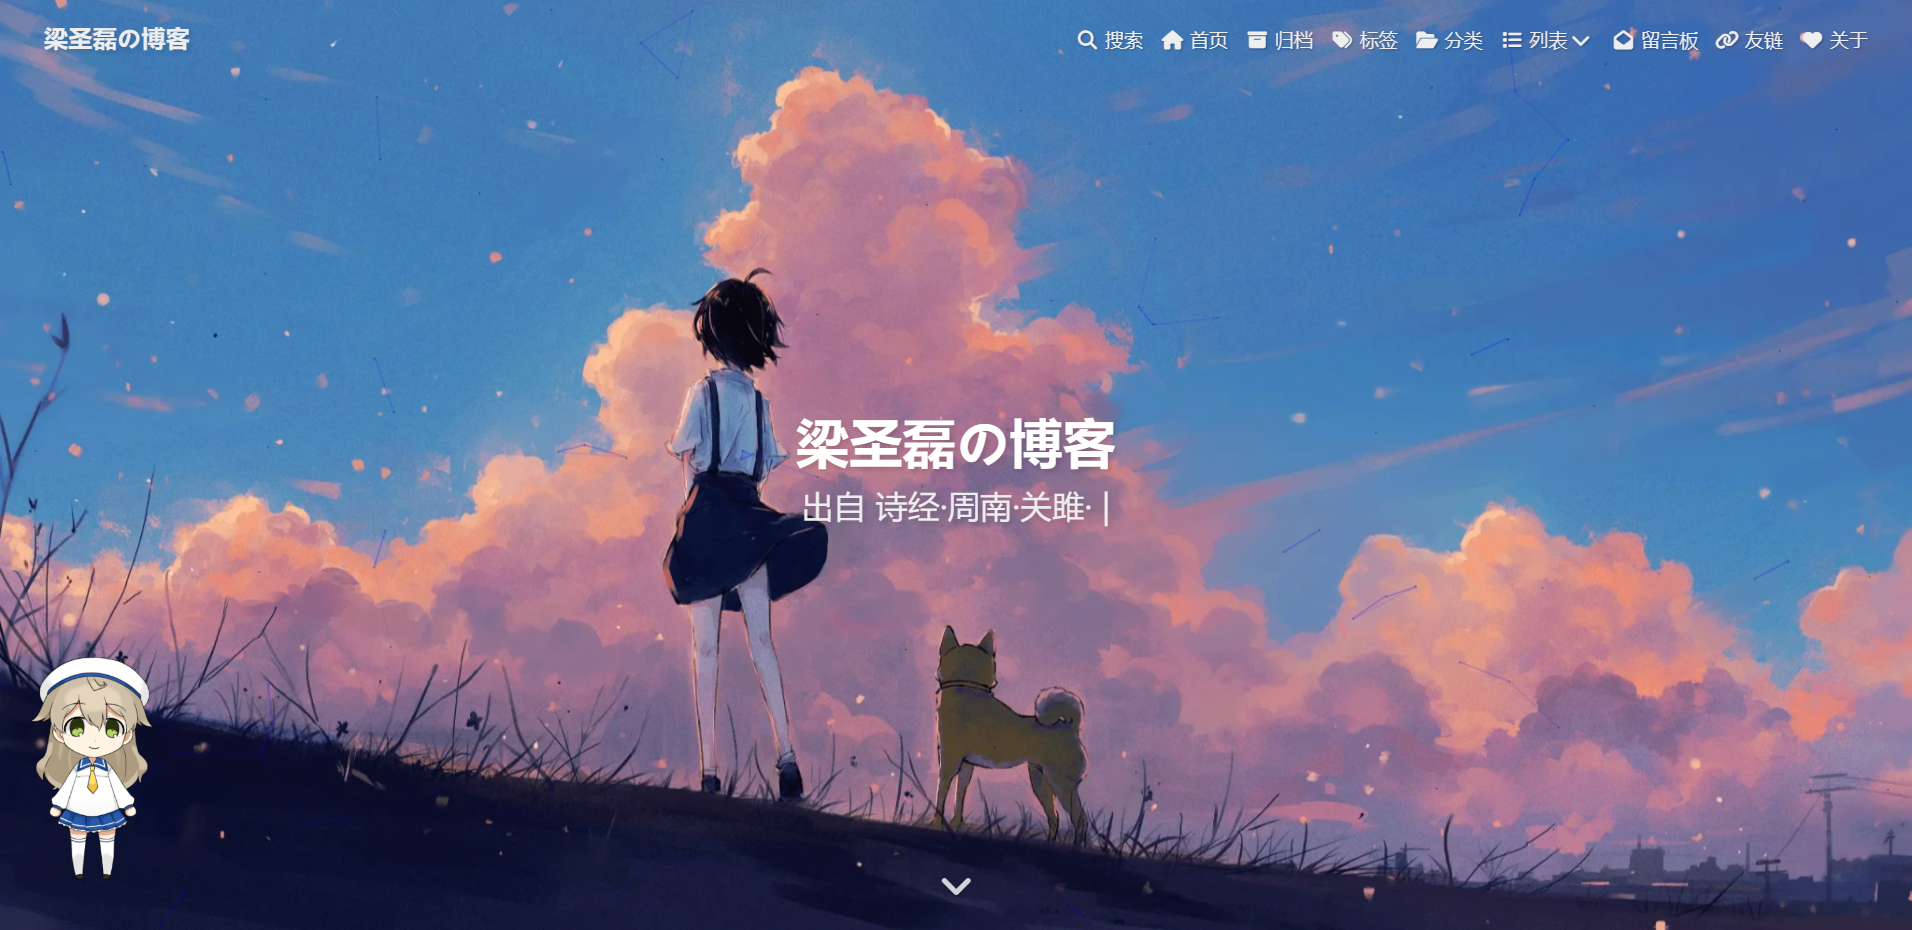 梁圣磊の博客
搜索 首页 归档 标签 分类 列表 留言板 友链 关于
梁圣磊の博客
出自 诗经·周南·关雎· |